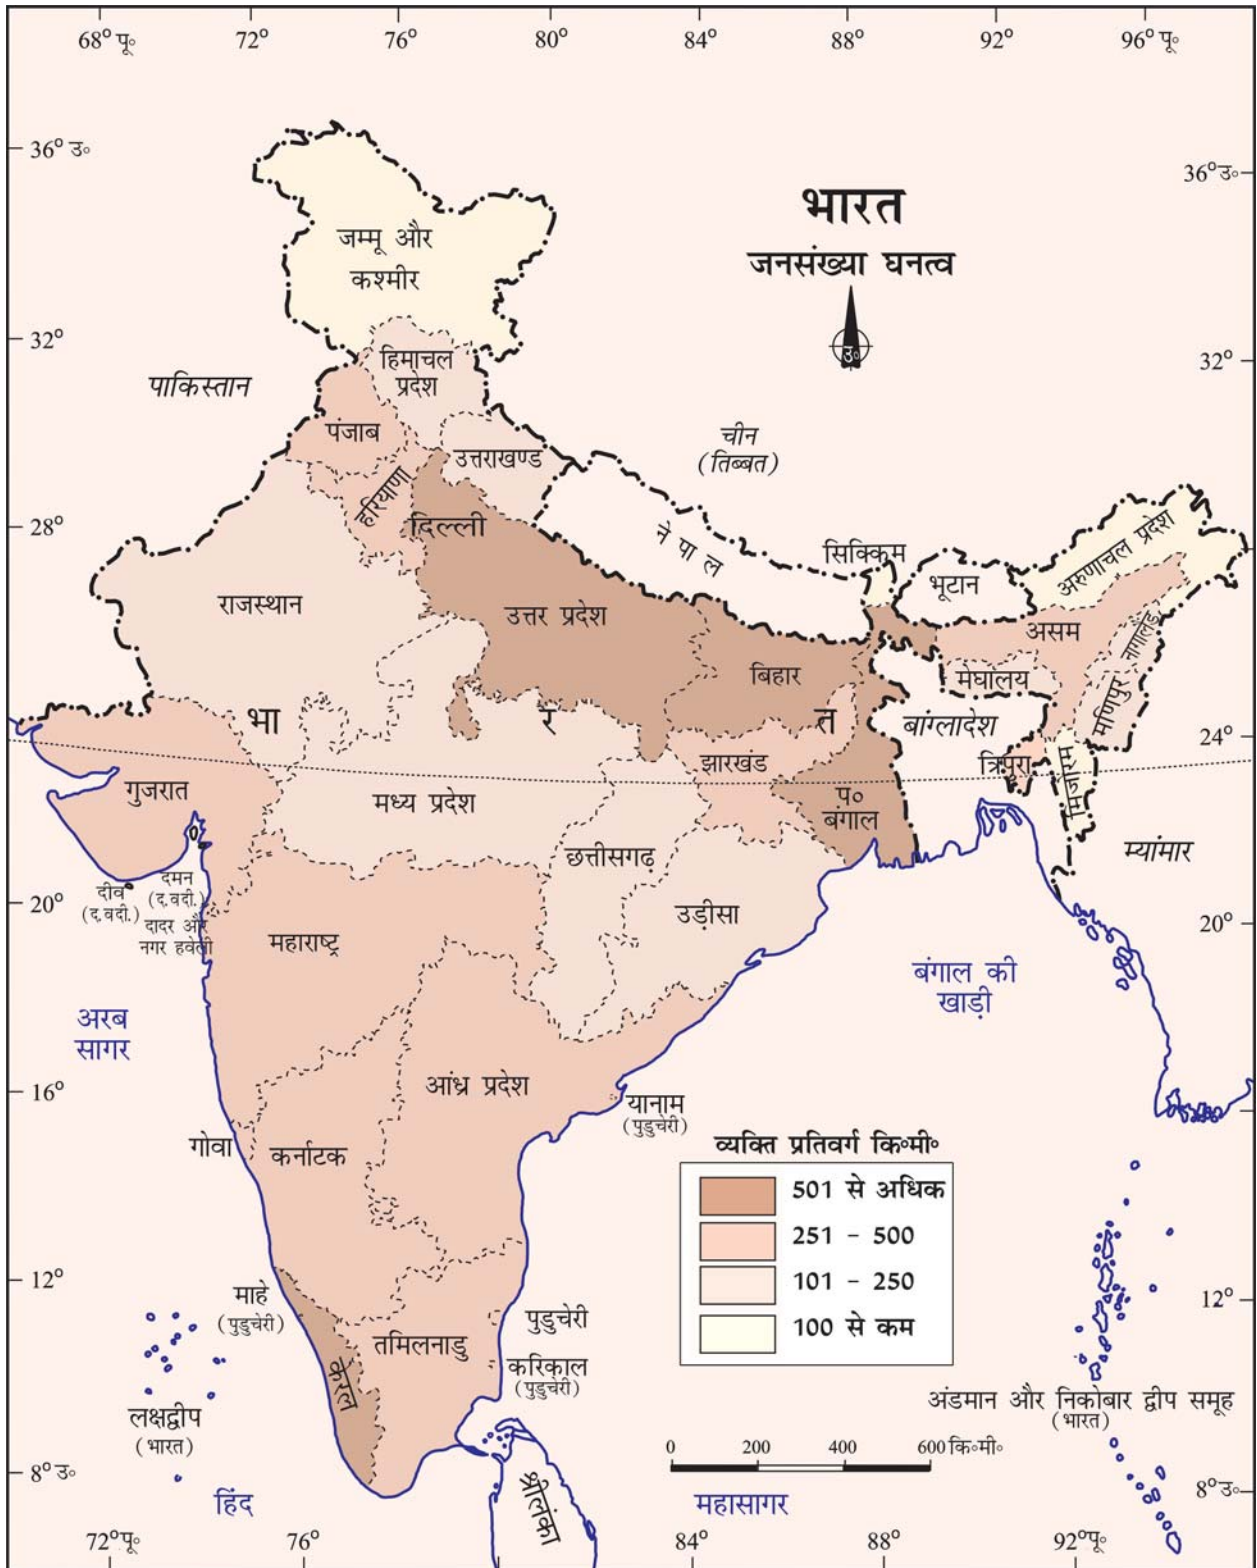 68° पू॰ 72° 76° 80° 84° 88° 92° 96° पू॰
36° उ॰
36° उ॰
भारत
जनसंख्या घनत्व
उ॰
जम्मू और
कश्मीर
32°
32°
हिमाचल
प्रदेश
पाकिस्तान
पंजाब
चीन
(तिब्बत)
उत्तराखण्ड
हरियाणा
दिल्ली
28°
नेपाल
सिक्किम
भूटान
अरुणाचल प्रदेश
राजस्थान
उत्तर प्रदेश
असम
नागालैंड
बिहार
मेघालय
मणिपुर
भा र त
बांग्लादेश
24°
झारखंड
त्रिपुरा
मिजोरम
गुजरात
मध्य प्रदेश
प०
बंगाल
छत्तीसगढ़
म्यांमार
दमन
(द.वदी.)
दीव
(द.वदी.)
20°
20°
दादर और
नगर हवेली
उड़ीसा
महाराष्ट्र
बंगाल की
खाड़ी
अरब
सागर
आंध्र प्रदेश
16°
यानाम
(पुडुचेरी)
गोवा
कर्नाटक
व्यक्ति प्रतिवर्ग कि॰मी॰
501 से अधिक
251 - 500
101 - 250
100 से कम
12°
12°
माहे
(पुडुचेरी)
पुडुचेरी
तमिलनाडु
करिकाल
(पुडुचेरी)
केरल
लक्षद्वीप
(भारत)
अंडमान और निकोबार द्वीप समूह
(भारत)
0 200 400 600 कि॰मी॰
8° उ॰
8° उ॰
श्रीलंका
हिंद
महासागर
72° पू॰ 76° 84° 88° 92° पू॰